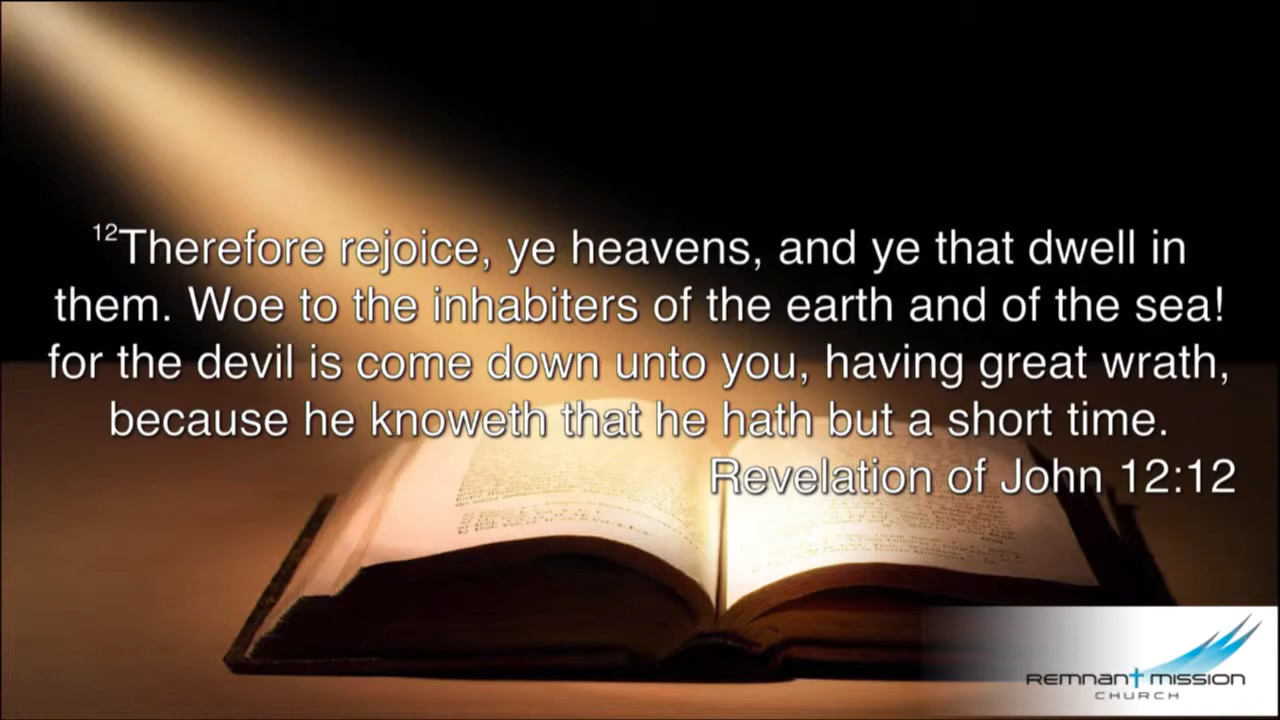 ¹²Therefore rejoice, ye heavens, and ye that dwell in
them. Woe to the inhabiters of the earth and of the sea!
for the devil is come down unto you, having great wrath,
because he knoweth that he hath but a short time.
Revelation of John 12:12
REMNANT MISSION
CHURCH